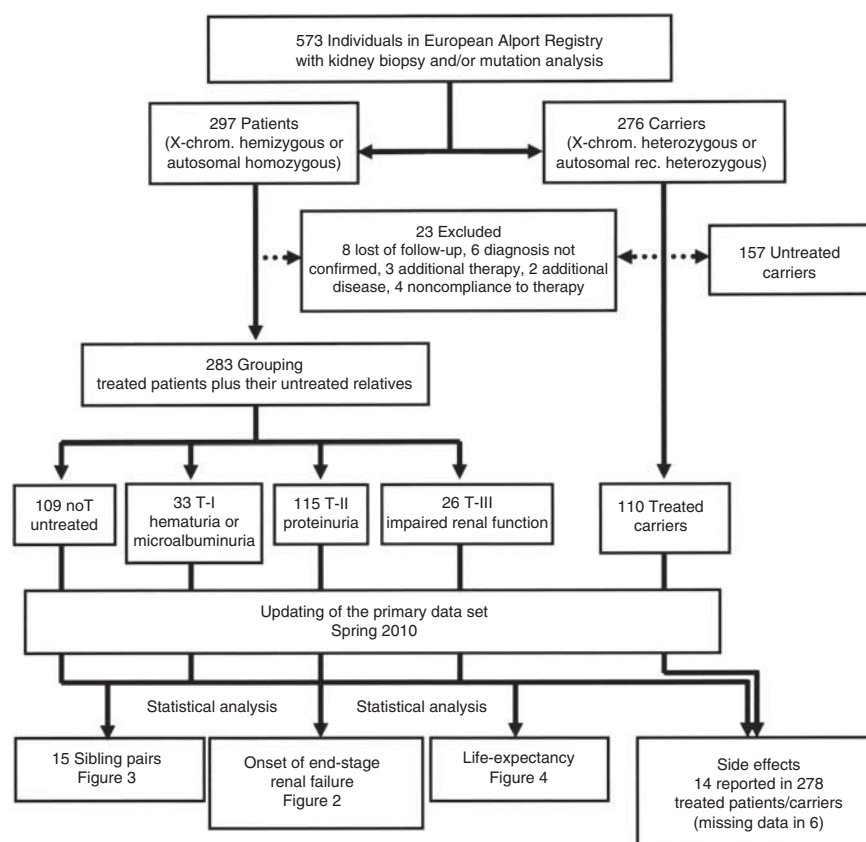 573 Individuals in European Alport Registry
with kidney biopsy and/or mutation analysis
297 Patients
(X-chrom. hemizygous or
autosomal homozygous)
276 Carriers
(X-chrom. heterozygous or
autosomal rec. heterozygous)
23 Excluded
8 lost of follow-up, 6 diagnosis not
confirmed, 3 additional therapy, 2 additional
disease, 4 noncompliance to therapy
157 Untreated
carriers
283 Grouping
treated patients plus their untreated relatives
109 noT
untreated
33 T-I
hematuria or
microalbuminuria
115 T-II
proteinuria
26 T-III
impaired renal function
110 Treated
carriers
Updating of the primary data set
Spring 2010
Statistical analysis
Statistical analysis
15 Sibling pairs
Figure 3
Onset of end-stage
renal failure
Figure 2
Life-expectancy
Figure 4
Side effects
14 reported in 278
treated patients/carriers
(missing data in 6)